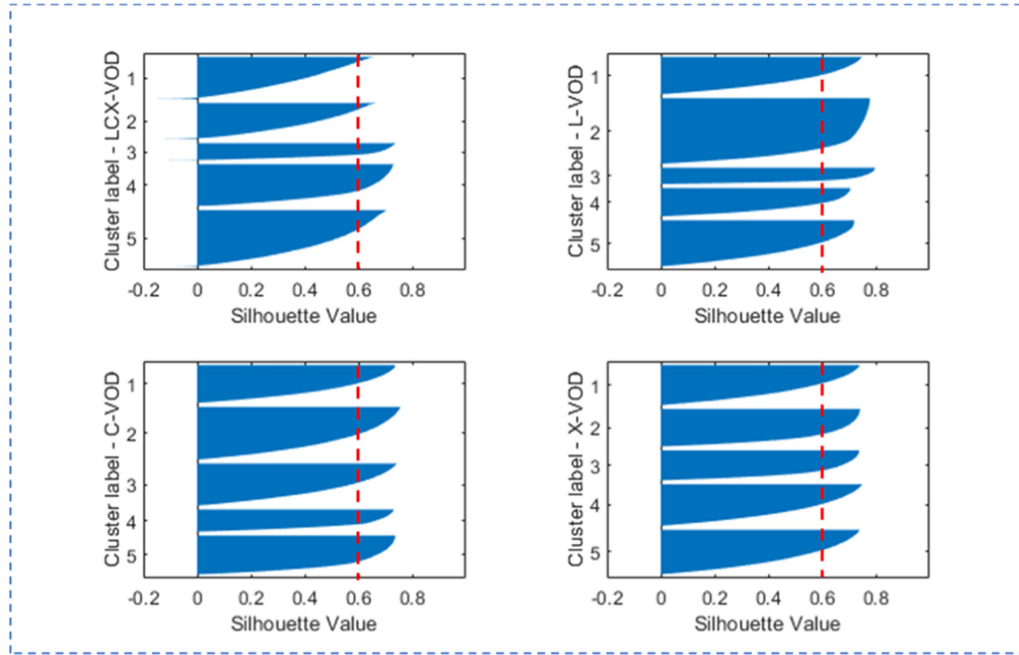 Cluster label - LCX-VOD
1
2
3
4
5
-0.2 0 0.2 0.4 0.6 0.8
Silhouette Value
Cluster label - L-VOD
1
2
3
4
5
-0.2 0 0.2 0.4 0.6 0.8
Silhouette Value
Cluster label - C-VOD
1
2
3
4
5
-0.2 0 0.2 0.4 0.6 0.8
Silhouette Value
Cluster label - X-VOD
1
2
3
4
5
-0.2 0 0.2 0.4 0.6 0.8
Silhouette Value